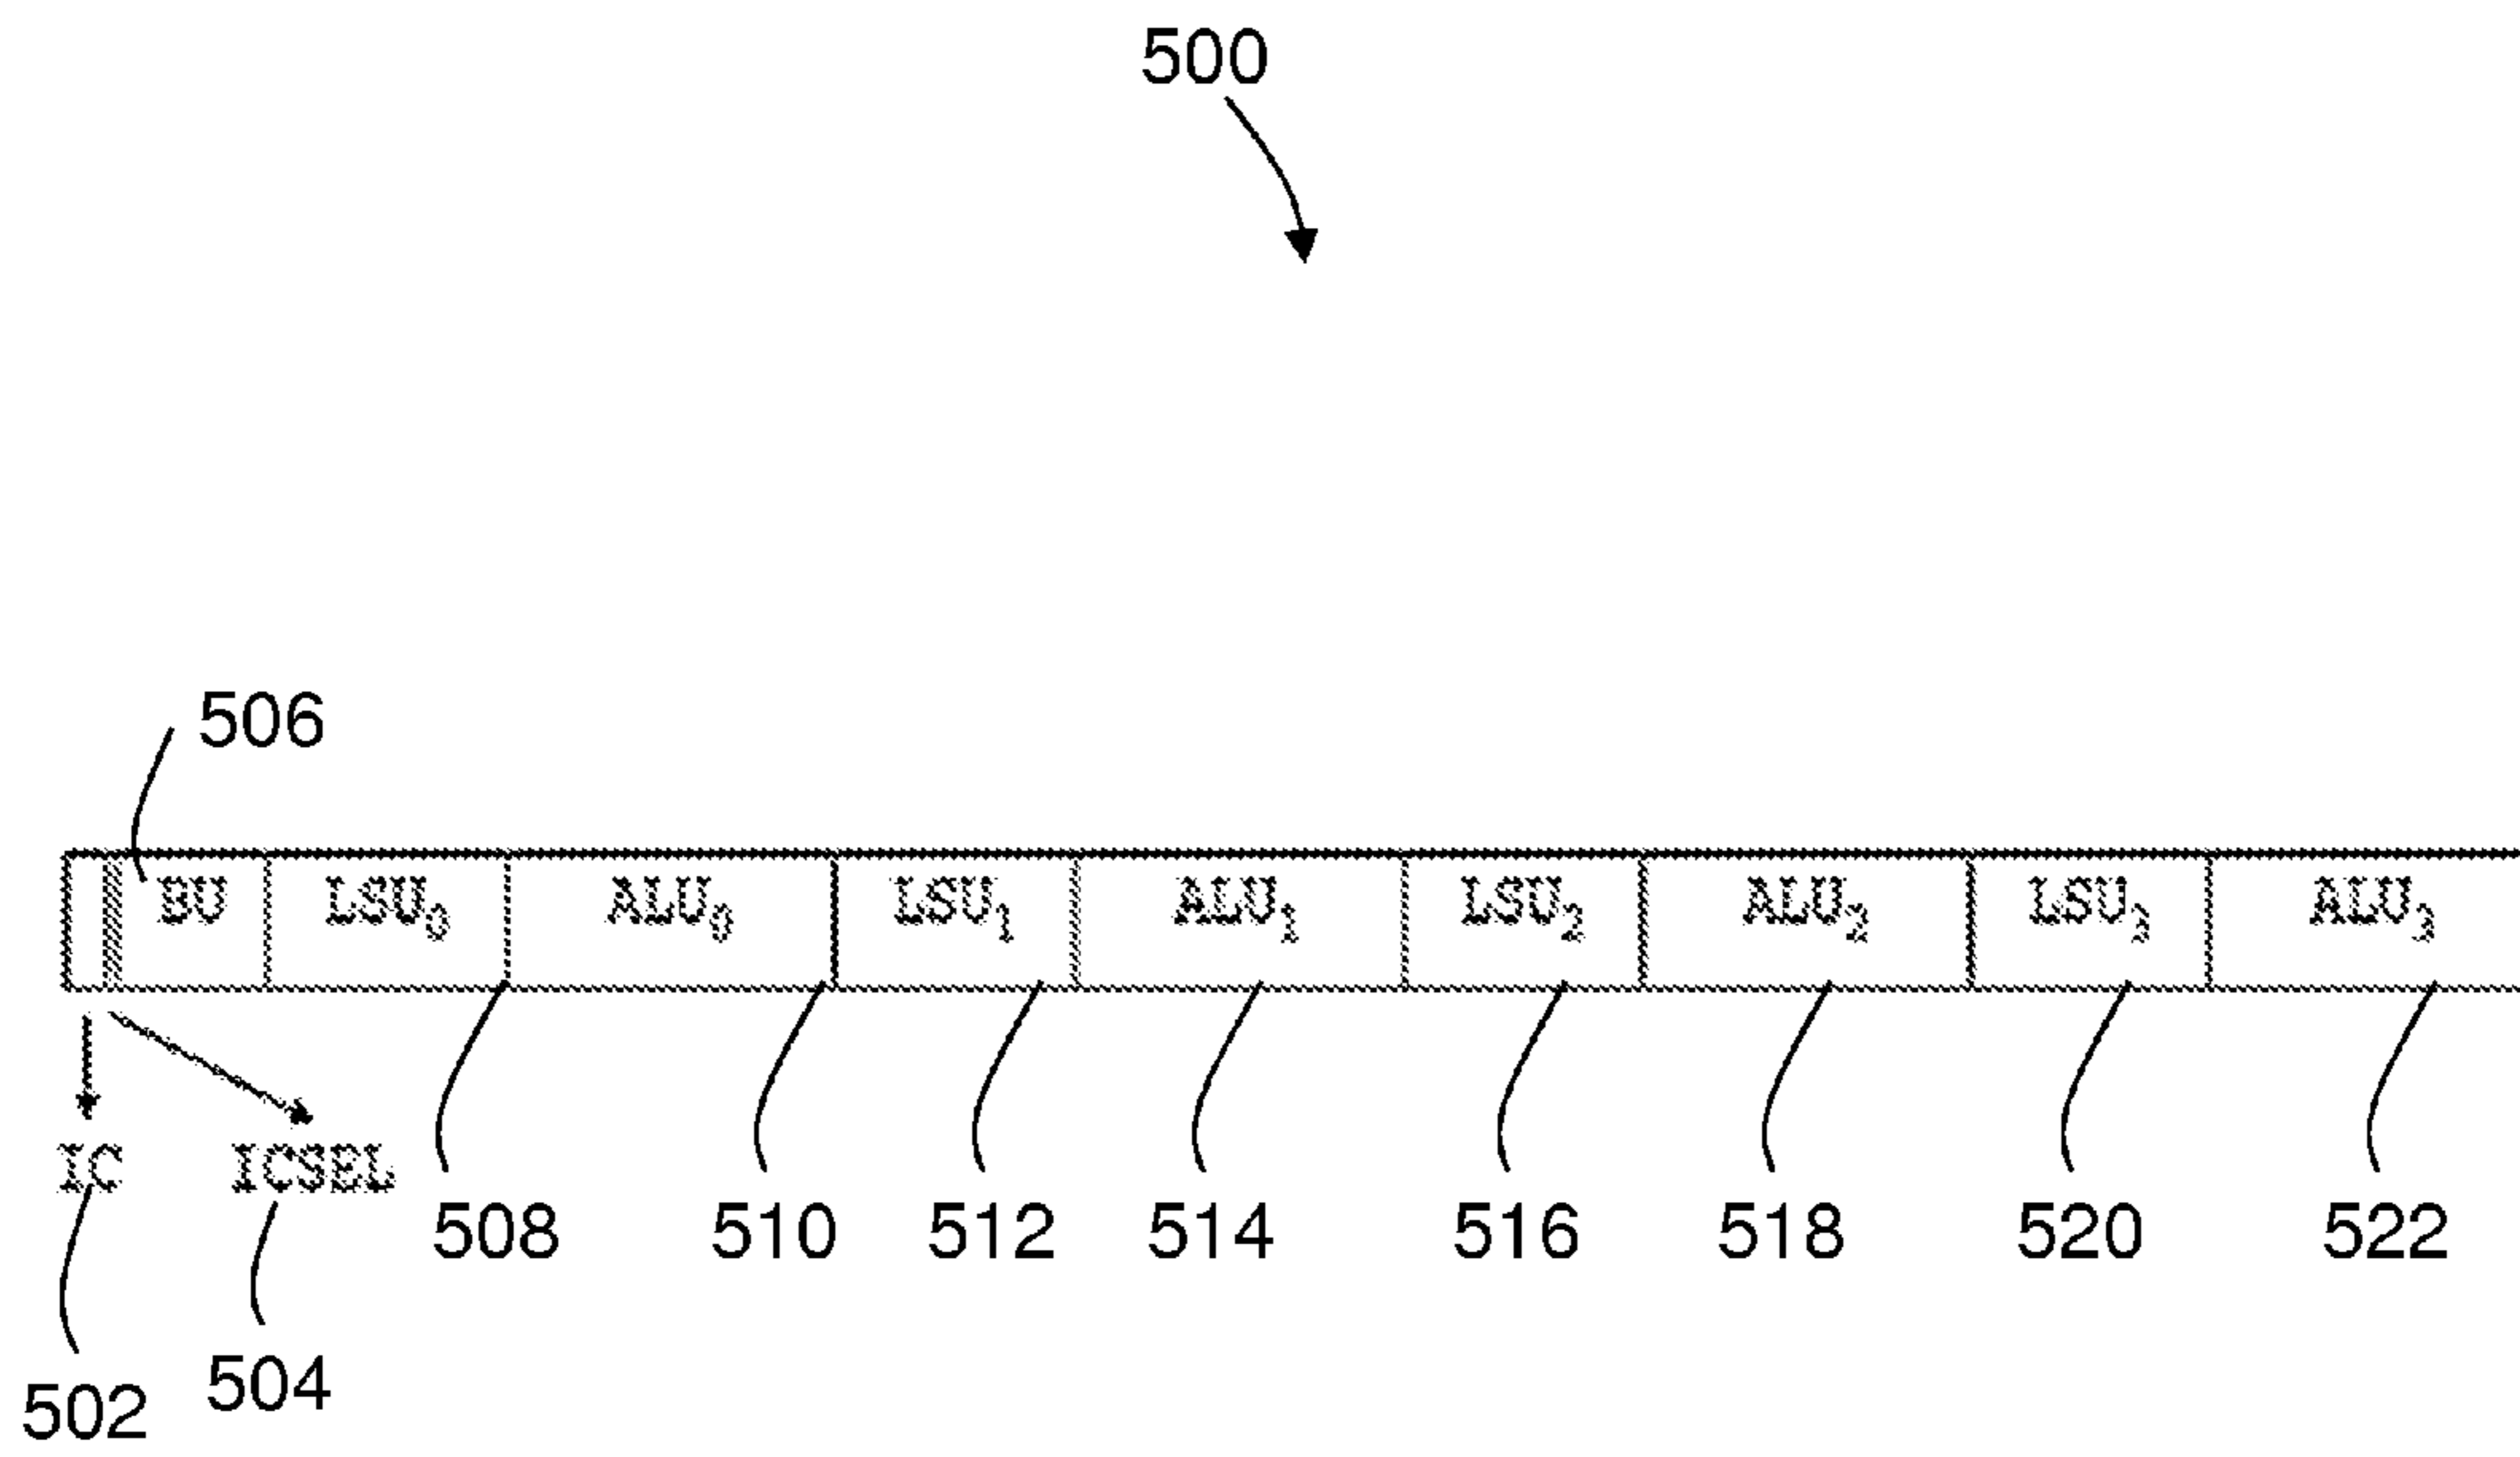 500
506
BU LSU0 ALU0 LSU1 ALU1 LSU2 ALU2 LSU3 ALU3
IC ICSEL
508 510 512 514 516 518 520 522
502 504